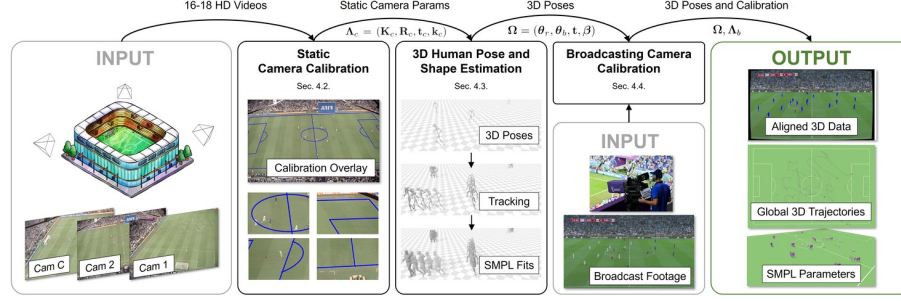 16-18 HD Videos
Static Camera Params
3D Poses
3D Poses and Calibration
Λc = (Kc, Rc, tc, kc)
Ω = (θr, θb, t, β)
Ω, Λb
INPUT
Cam C
Cam 2
Cam 1
Static
Camera Calibration
Sec. 4.2.
Calibration Overlay
3D Human Pose and
Shape Estimation
Sec. 4.3.
3D Poses
Tracking
SMPL Fits
Broadcasting Camera
Calibration
Sec. 4.4.
INPUT
Broadcast Footage
OUTPUT
Aligned 3D Data
Global 3D Trajectories
SMPL Parameters